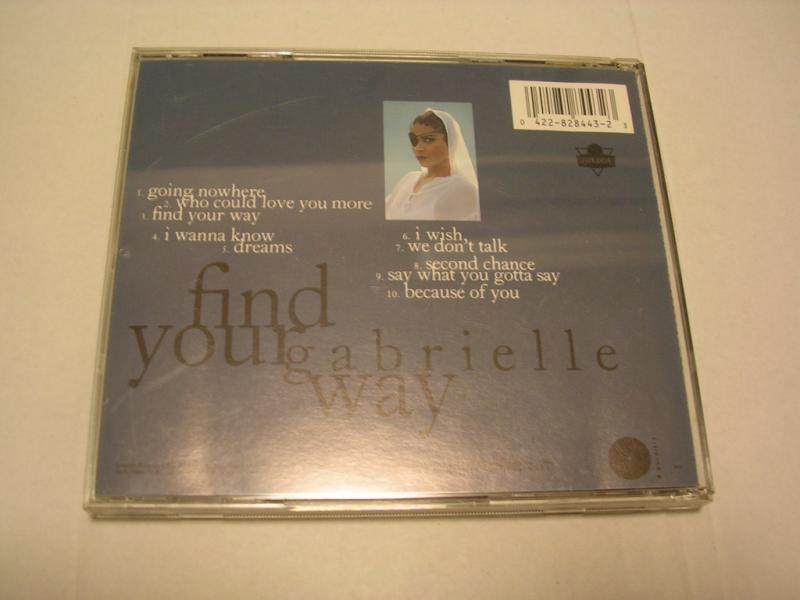 0 422-828443-2 3
1. going nowhere
2. who could love you more
3. find your way
4. i wanna know
5. dreams
6. i wish
7. we don't talk
8. second chance
9. say what you gotta say
10. because of you
find
your
gabrielle
way